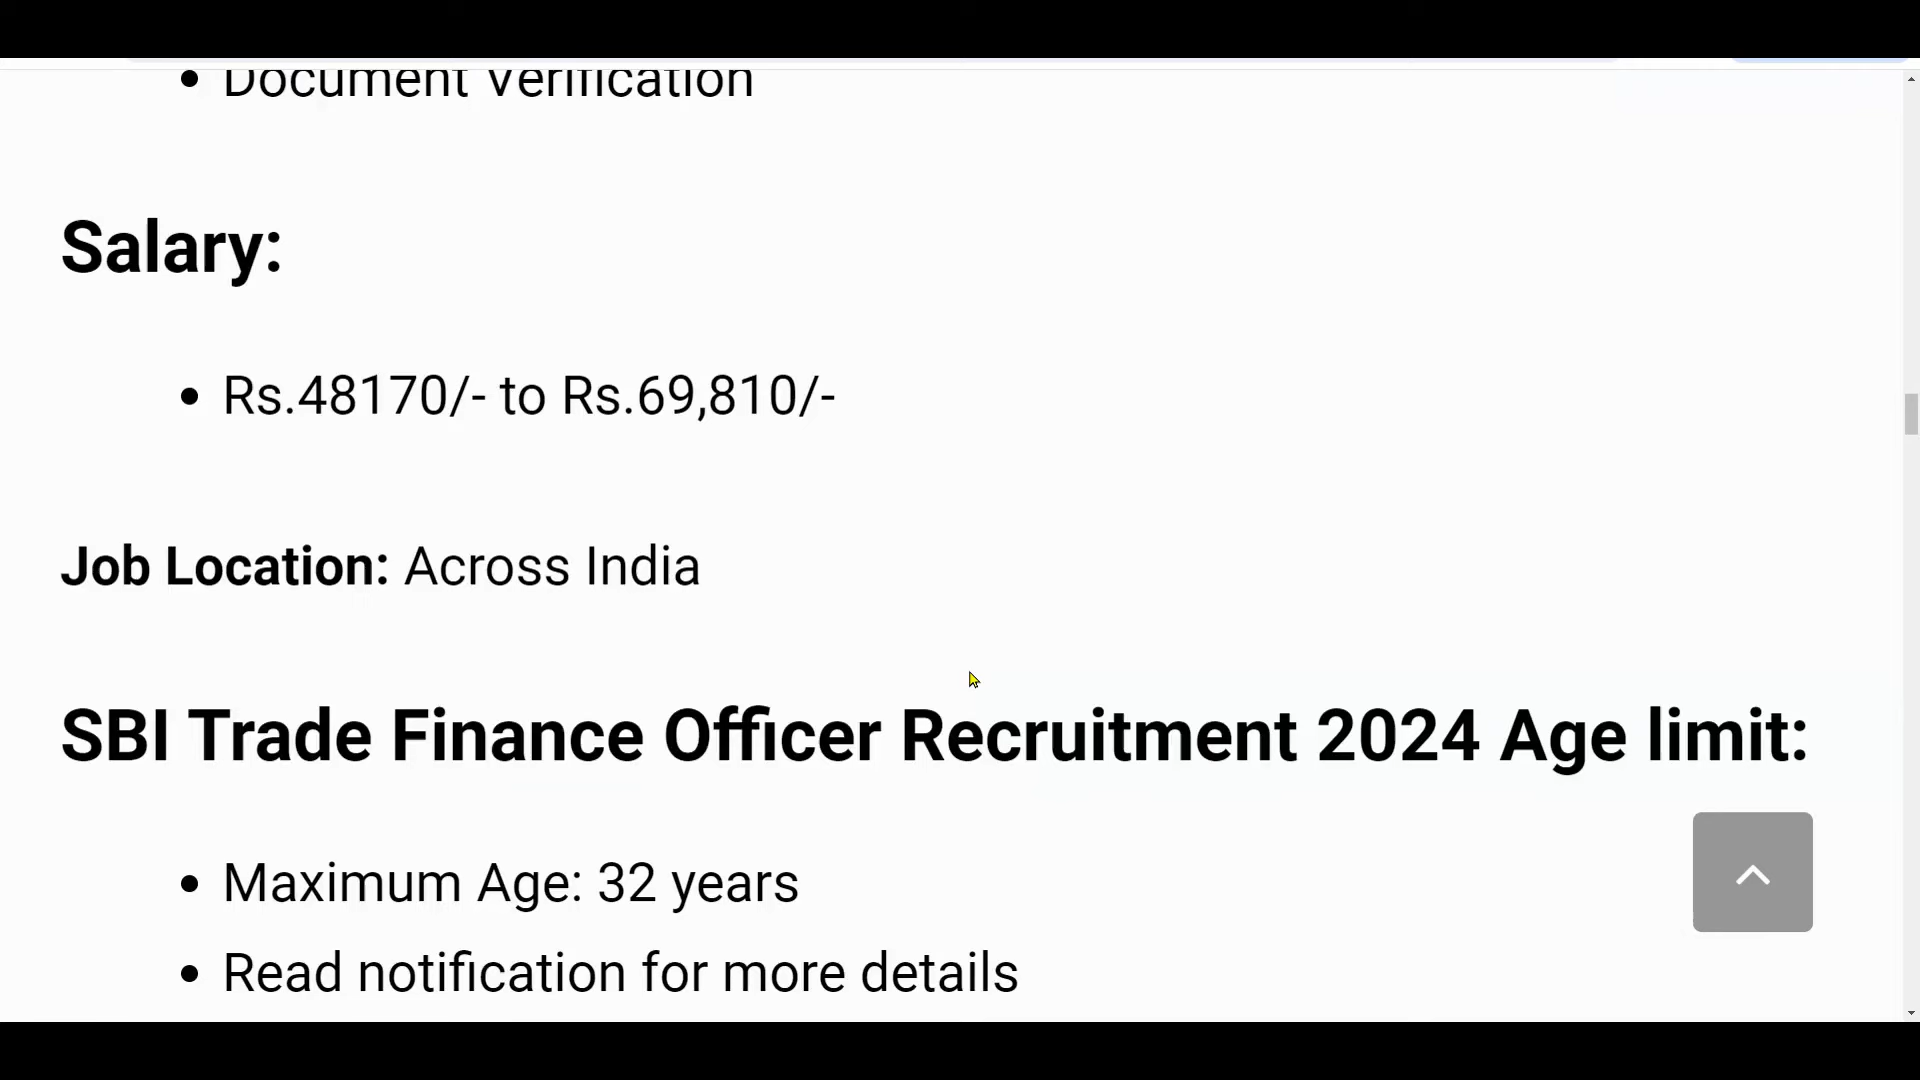 Document Verification
Salary:
Rs.48170/- to Rs.69,810/-
Job Location: Across India
SBI Trade Finance Officer Recruitment 2024 Age limit:
Maximum Age: 32 years
Read notification for more details